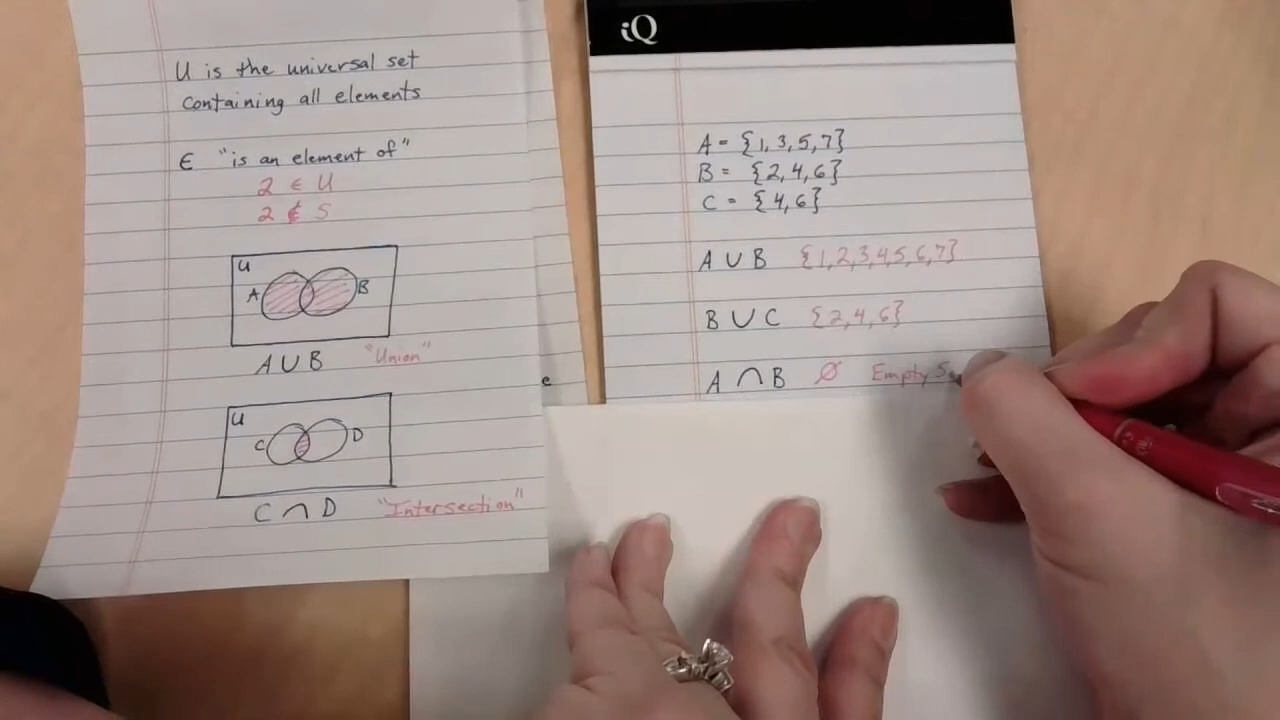 U is the universal set
containing all elements
∈ "is an element of"
2 ∈ U
2 ∉ S
U
A B
A ∪ B "Union"
U
C D
C ∩ D "Intersection"
e
iQ
A = {1, 3, 5, 7}
B = {2, 4, 6}
C = {4, 6}
A ∪ B {1,2,3,4,5,6,7}
B ∪ C {2,4,6}
A ∩ B ∅ Empty Se